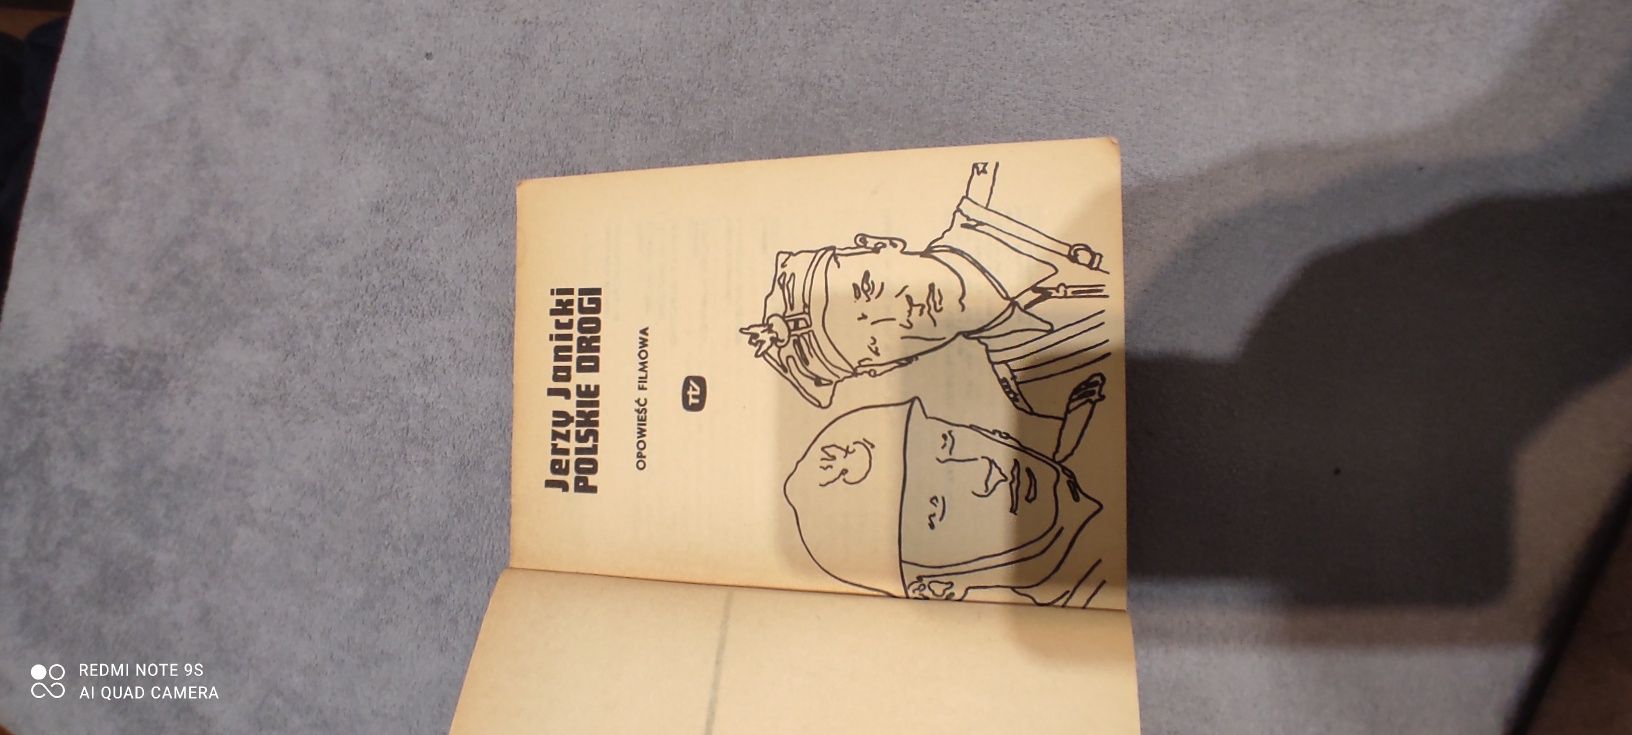 Jerzy Janicki
POLSKIE DROGI
OPOWIEŚĆ FILMOWA
REDMI NOTE 9S
AI QUAD CAMERA